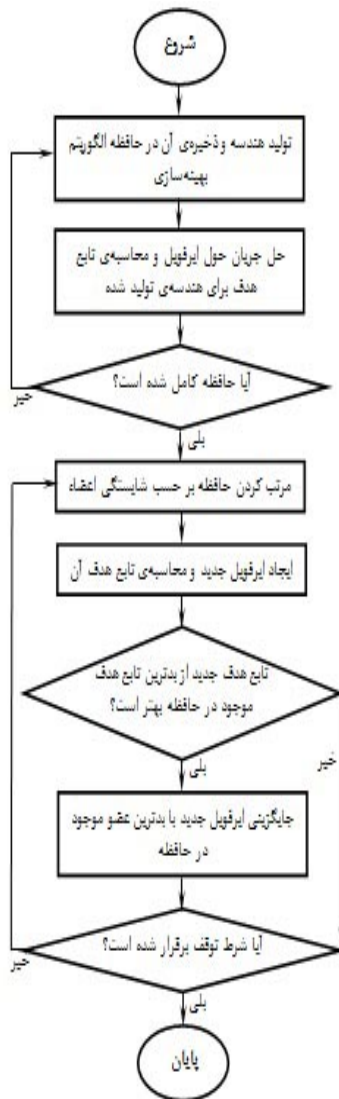 شروع
تولید هندسه و ذخیره‌ی آن در حافظه الگوریتم
بهینه‌سازی
حل جریان حول ایرفویل و محاسبه‌ی تابع
هدف برای هندسه‌ی تولید شده
آیا حافظه کامل شده است؟
خیر
بلی
مرتب کردن حافظه بر حسب شایستگی اعضاء
ایجاد ایرفویل جدید و محاسبه‌ی تابع هدف آن
تابع هدف جدید از بدترین تابع هدف
موجود در حافظه بهتر است؟
خیر
بلی
جایگزینی ایرفویل جدید با بدترین عضو موجود
در حافظه
آیا شرط توقف برقرار شده است؟
خیر
بلی
پایان